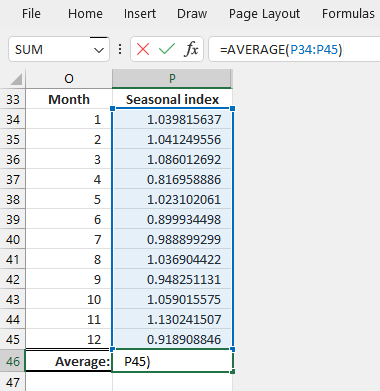 File Home Insert Draw Page Layout Formulas
SUM fx =AVERAGE(P34:P45)
O P
33 Month Seasonal index
34 1 1.039815637
35 2 1.041249556
36 3 1.086012692
37 4 0.816958886
38 5 1.023102061
39 6 0.899934498
40 7 0.988899299
41 8 1.036904422
42 9 0.948251131
43 10 1.059015575
44 11 1.130241507
45 12 0.918908846
46 Average: P45)
47